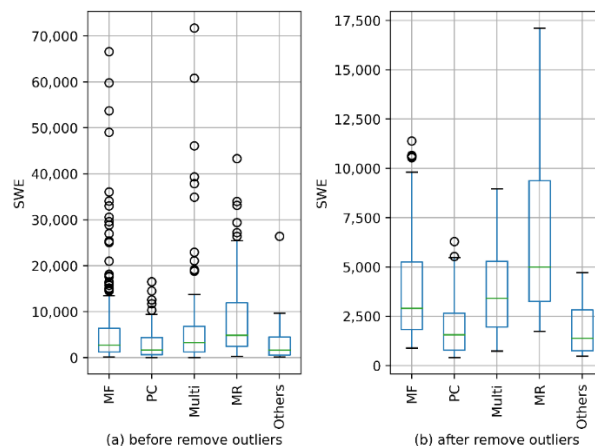 SWE
70,000
60,000
50,000
40,000
30,000
20,000
10,000
0
MF
PC
Multi
MR
Others
(a) before remove outliers
SWE
17,500
15,000
12,500
10,000
7,500
5,000
2,500
0
MF
PC
Multi
MR
Others
(b) after remove outliers